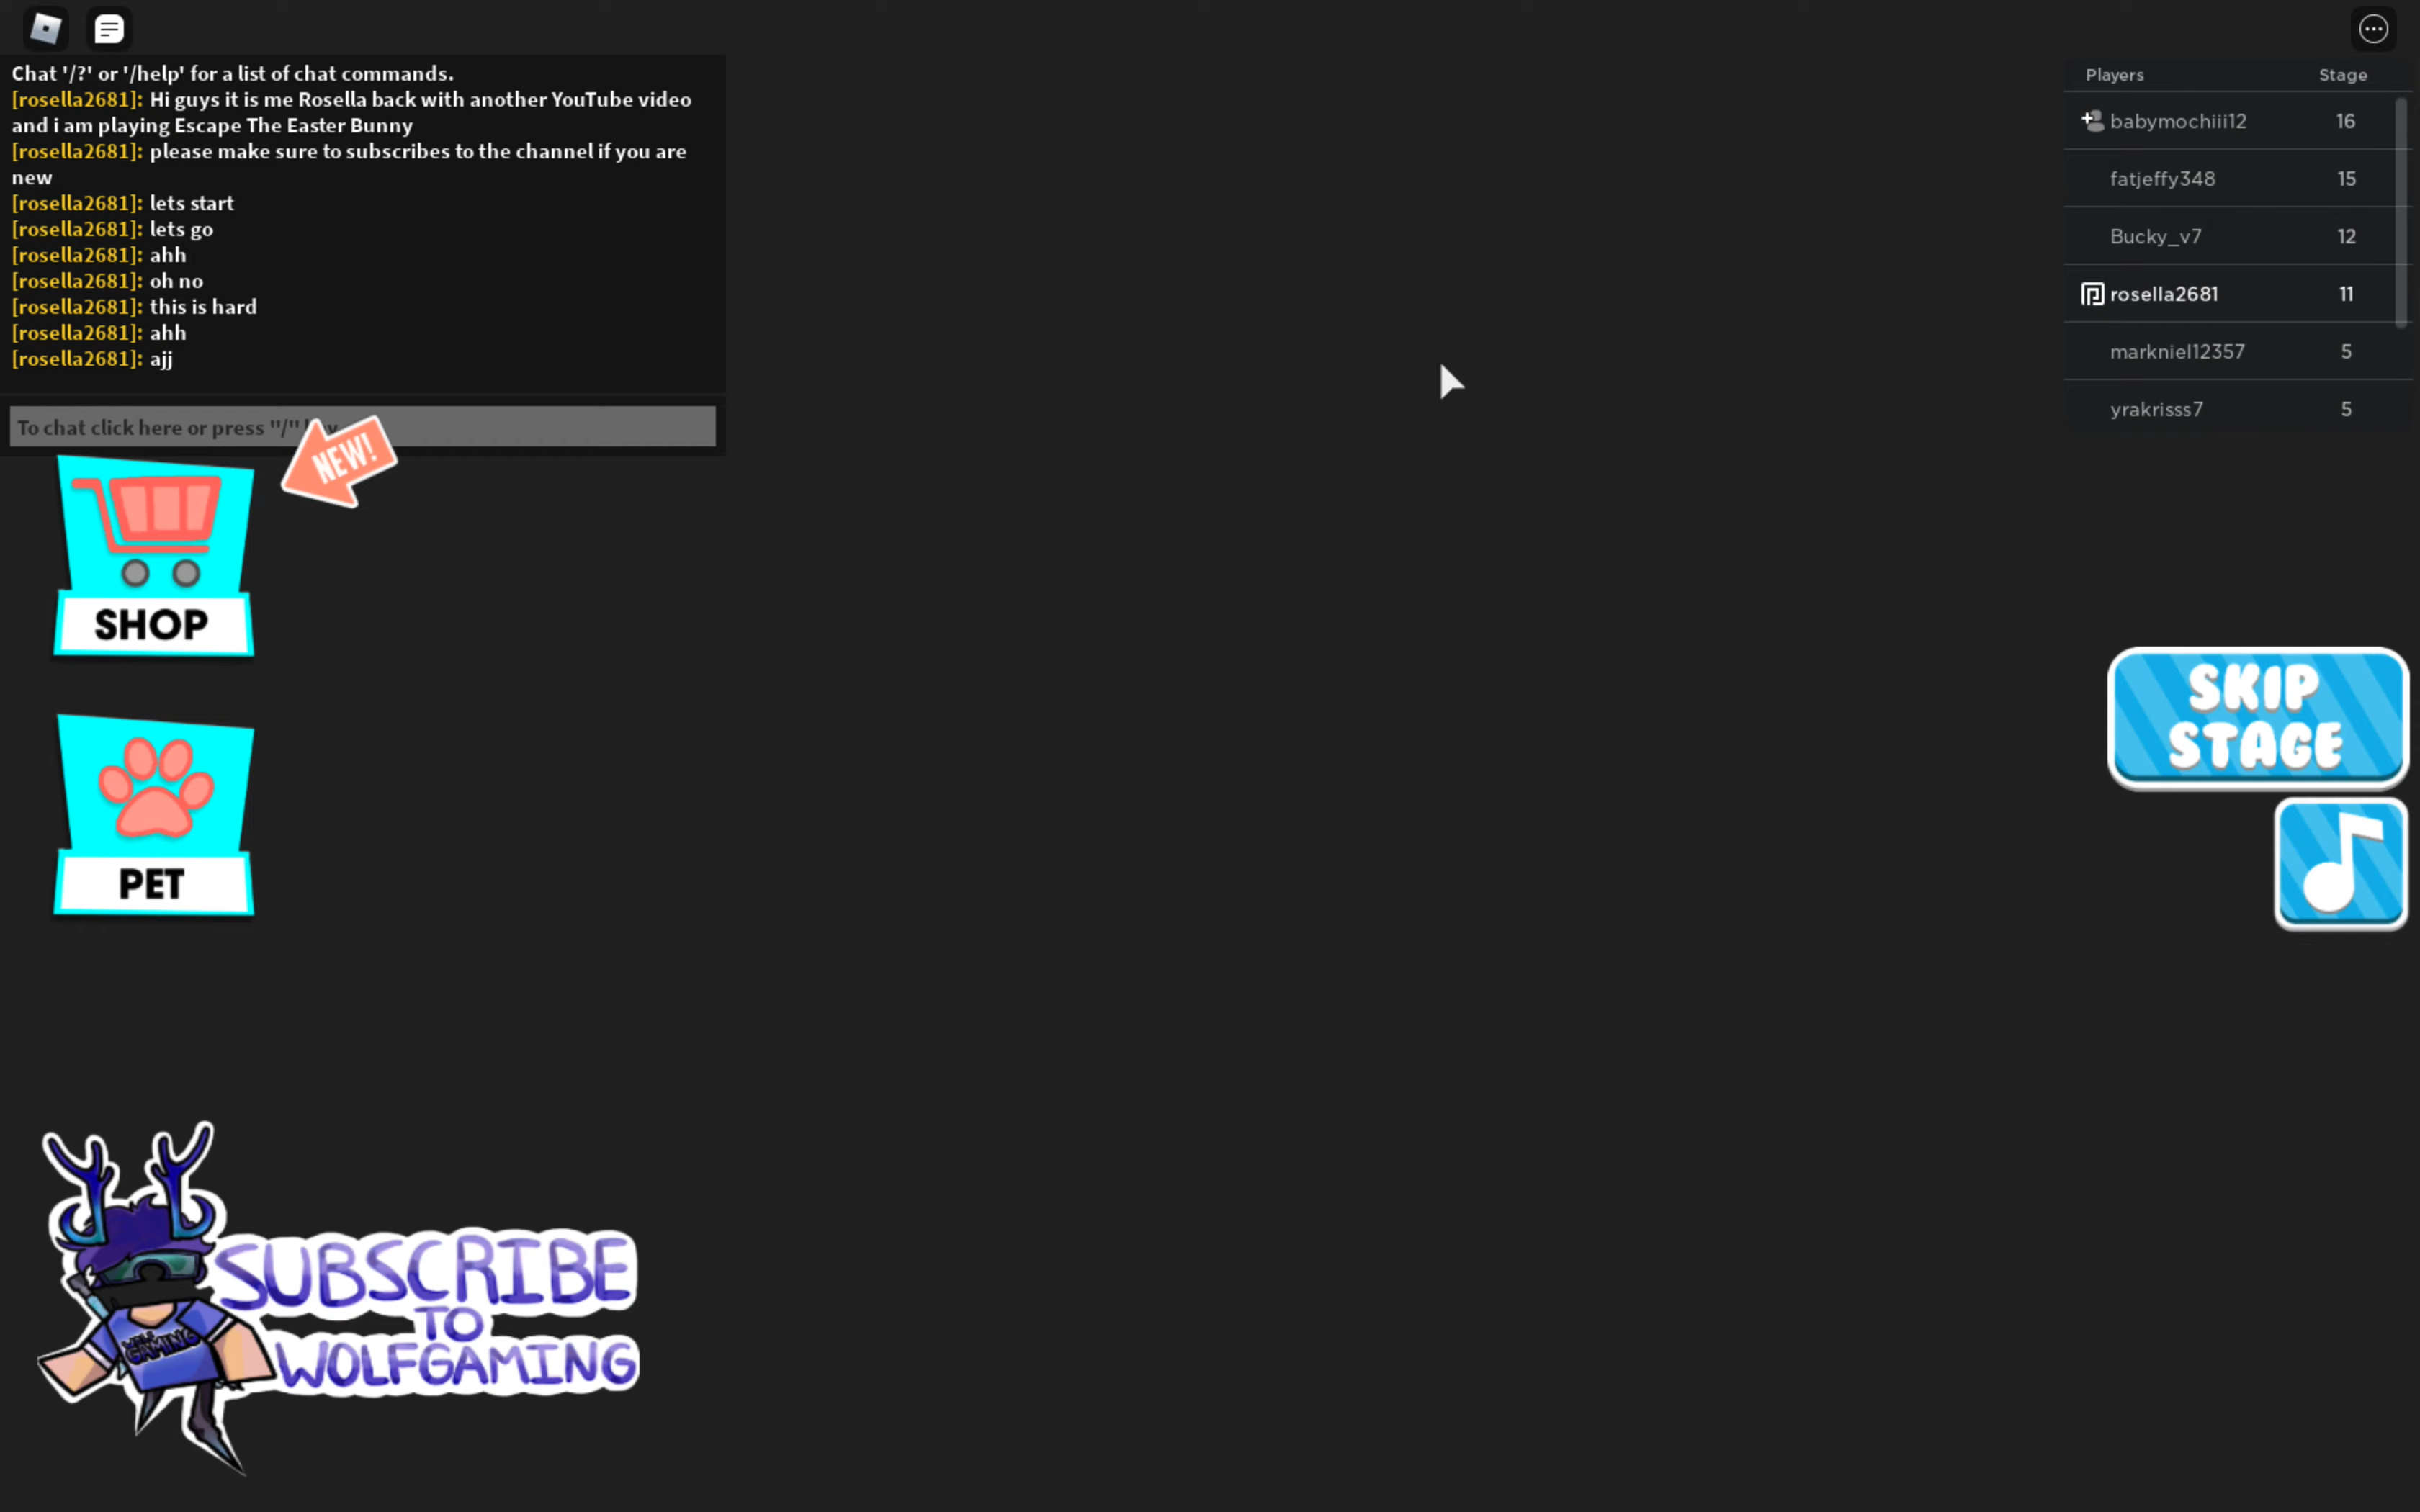 Chat '/?' or '/help' for a list of chat commands.
[rosella2681]: Hi guys it is me Rosella back with another YouTube video
and i am playing Escape The Easter Bunny
[rosella2681]: please make sure to subscribes to the channel if you are
new
[rosella2681]: lets start
[rosella2681]: lets go
[rosella2681]: ahh
[rosella2681]: oh no
[rosella2681]: this is hard
[rosella2681]: ahh
[rosella2681]: ajj
To chat click here or press "/"
NEW!
SHOP
PET
Players Stage
babymochiii12 16
fatjeffy348 15
Bucky_v7 12
rosella2681 11
markniel12357 5
yrakrisss7 5
SKIP
STAGE
SUBSCRIBE
TO
WOLFGAMING
GAMING